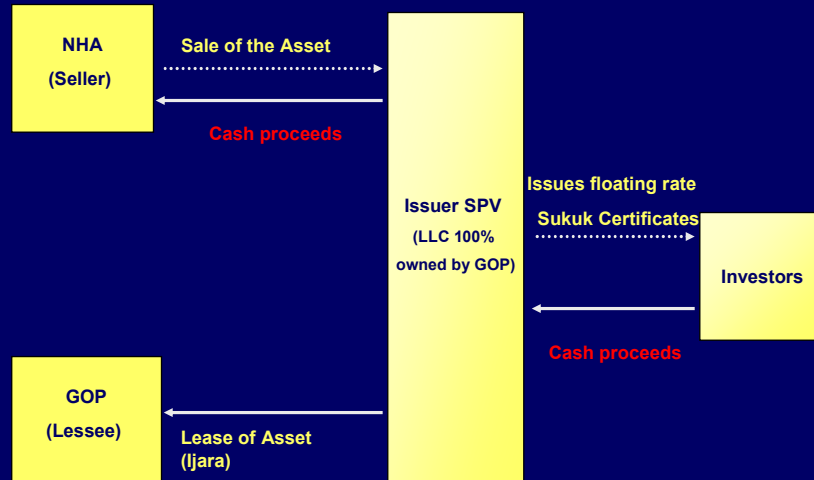 NHA
(Seller)
Sale of the Asset
Cash proceeds
Issuer SPV
(LLC 100%
owned by GOP)
Issues floating rate
Sukuk Certificates
Investors
Cash proceeds
GOP
(Lessee)
Lease of Asset
(Ijara)